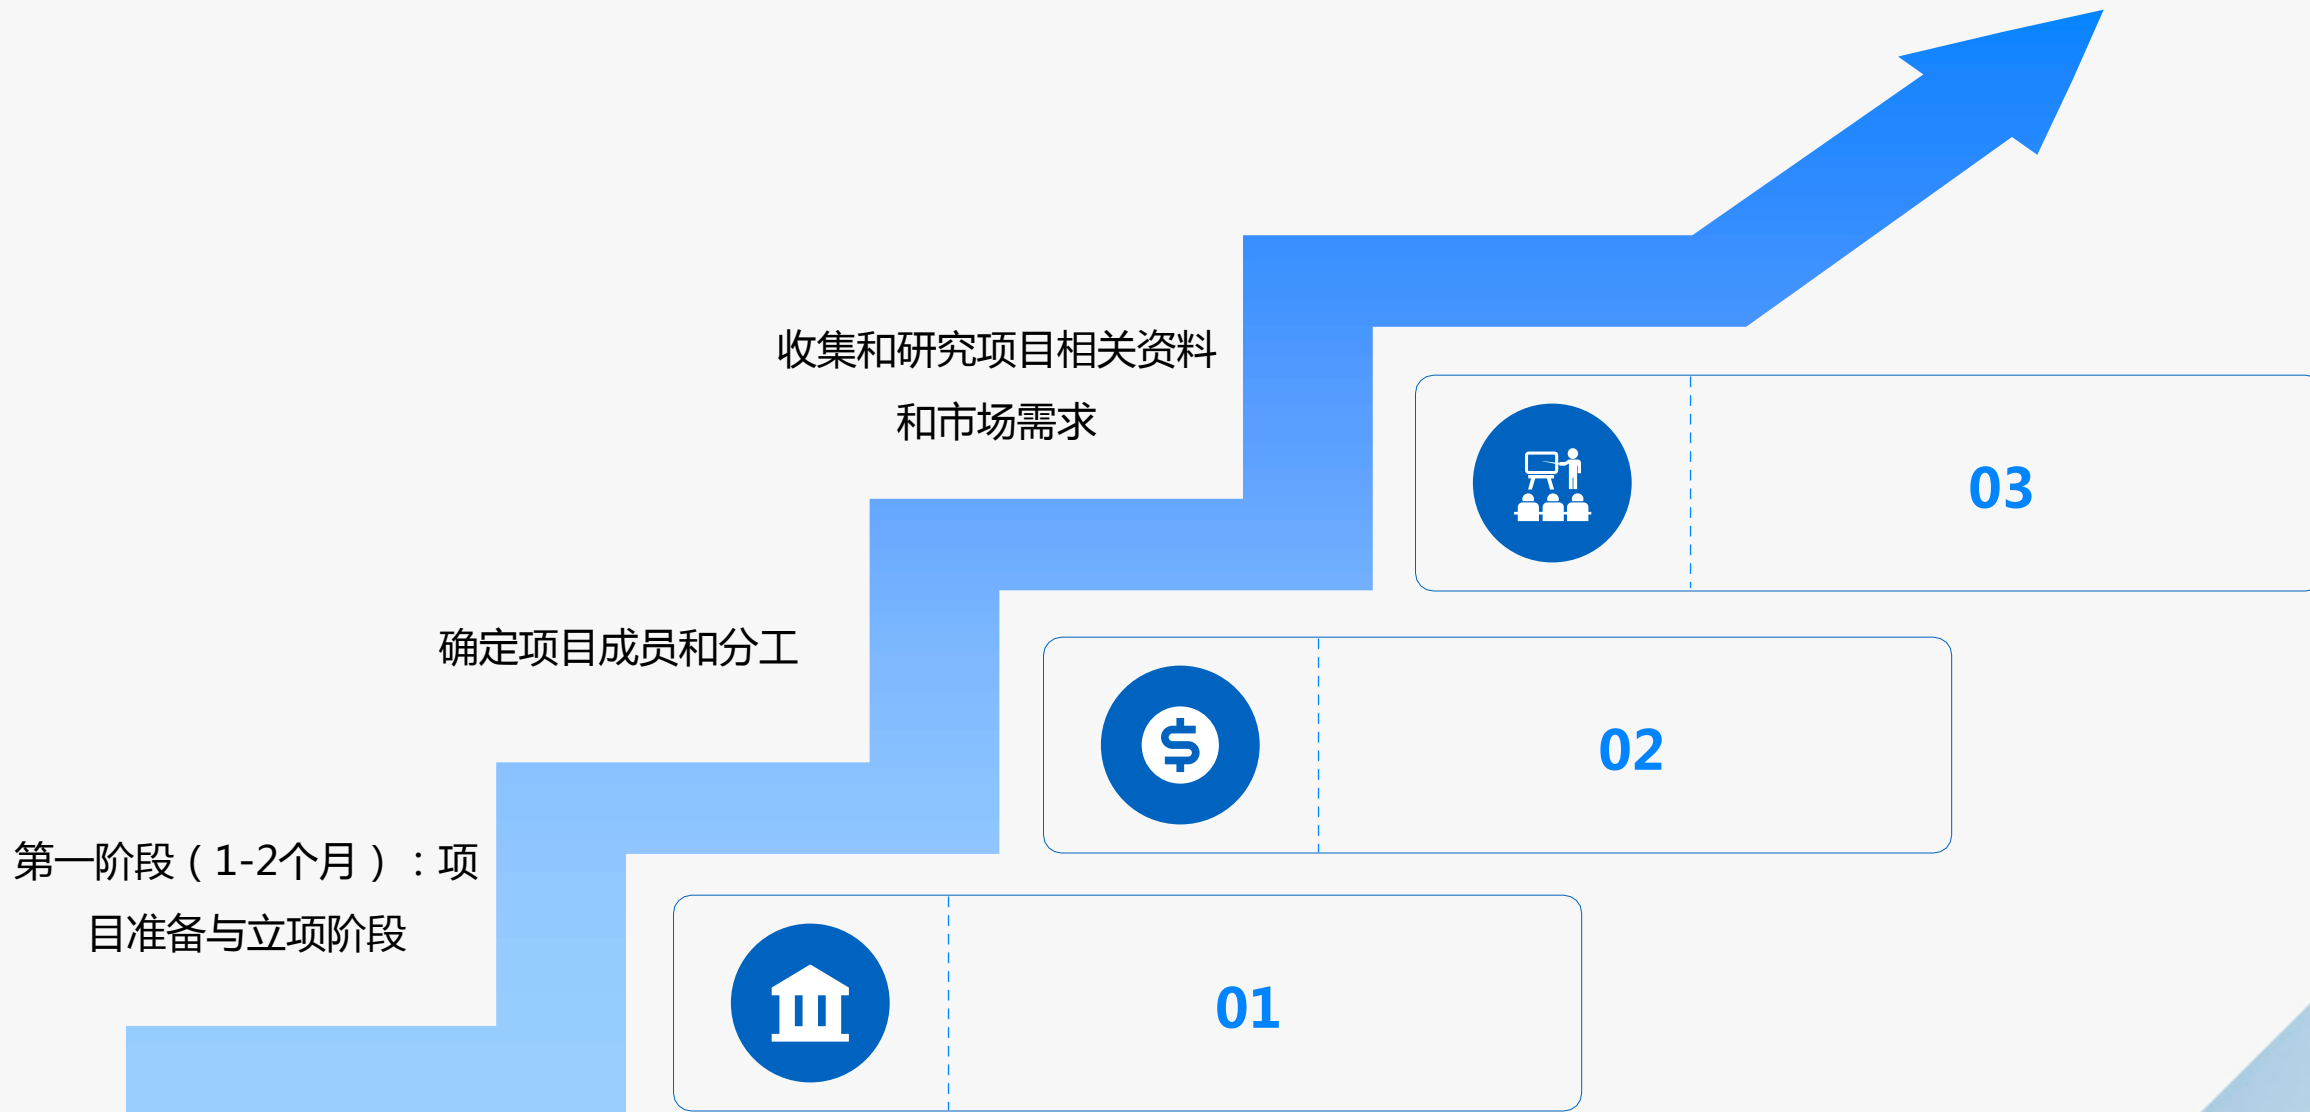 收集和研究项目相关资料
和市场需求
03
确定项目成员和分工
02
第一阶段（1-2个月）：项
目准备与立项阶段
01